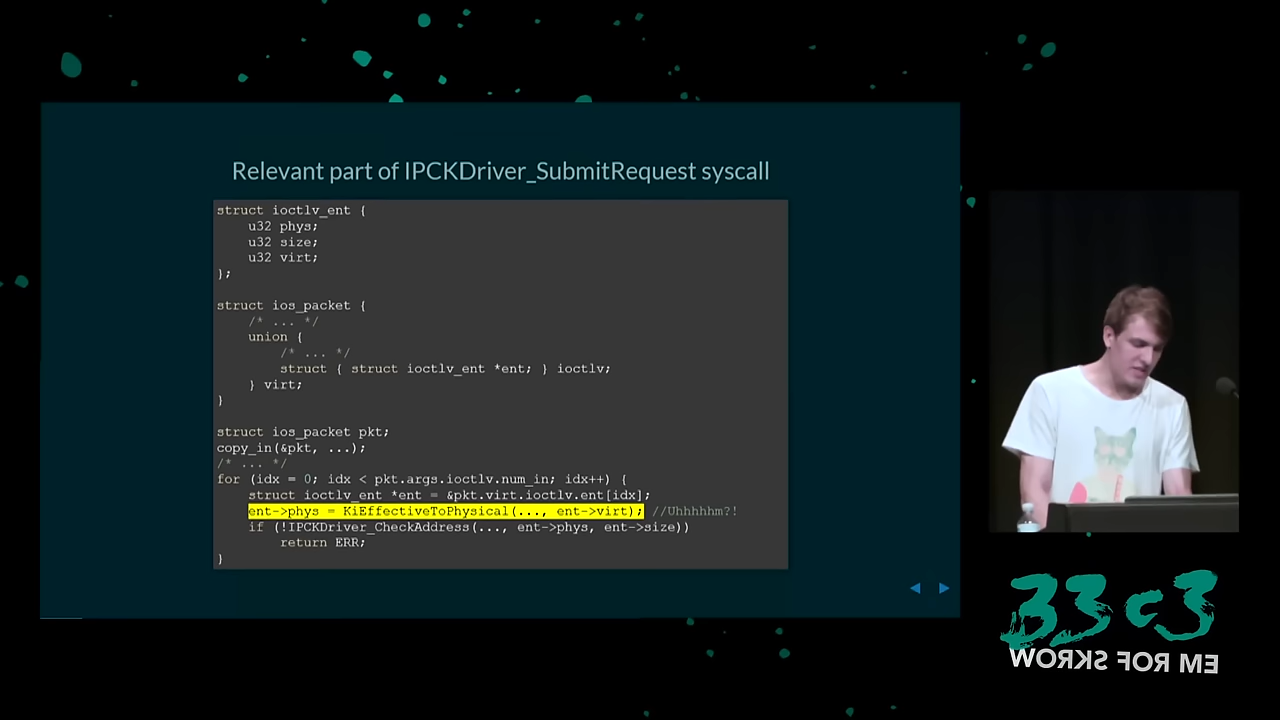 Relevant part of IPCKDriver_SubmitRequest syscall
struct ioctlv_ent {
    u32 phys;
    u32 size;
    u32 virt;
};
struct ios_packet {
    /* ... */
    union {
        /* ... */
        struct { struct ioctlv_ent *ent; } ioctlv;
    } virt;
}
struct ios_packet pkt;
copy_in(&pkt, ...);
/* ... */
for (idx = 0; idx < pkt.args.ioctlv.num_in; idx++) {
    struct ioctlv_ent *ent = &pkt.virt.ioctlv.ent[idx];
    ent->phys = KiEffectiveToPhysical(..., ent->virt); //Uhhhhhm?!
    if (!IPCKDriver_CheckAddress(..., ent->phys, ent->size))
        return ERR;
}
33c3
WORKS FOR ME